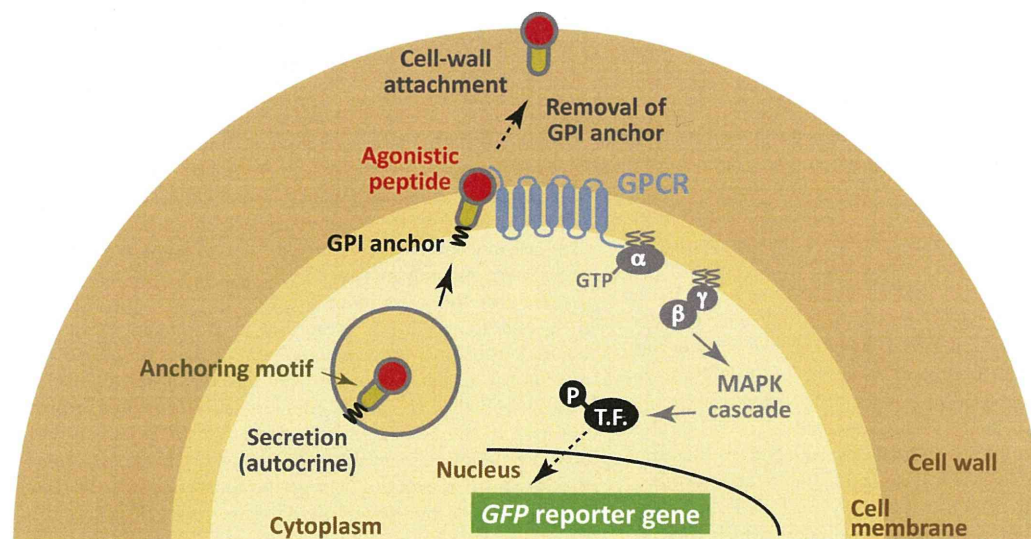 Cell-wall
attachment
Removal of
GPI anchor
Agonistic
peptide
GPCR
GPI anchor
α
GTP
γ
β
Anchoring motif
MAPK
cascade
P
T.F.
Secretion
(autocrine)
Nucleus
Cell wall
GFP reporter gene
Cell
membrane
Cytoplasm